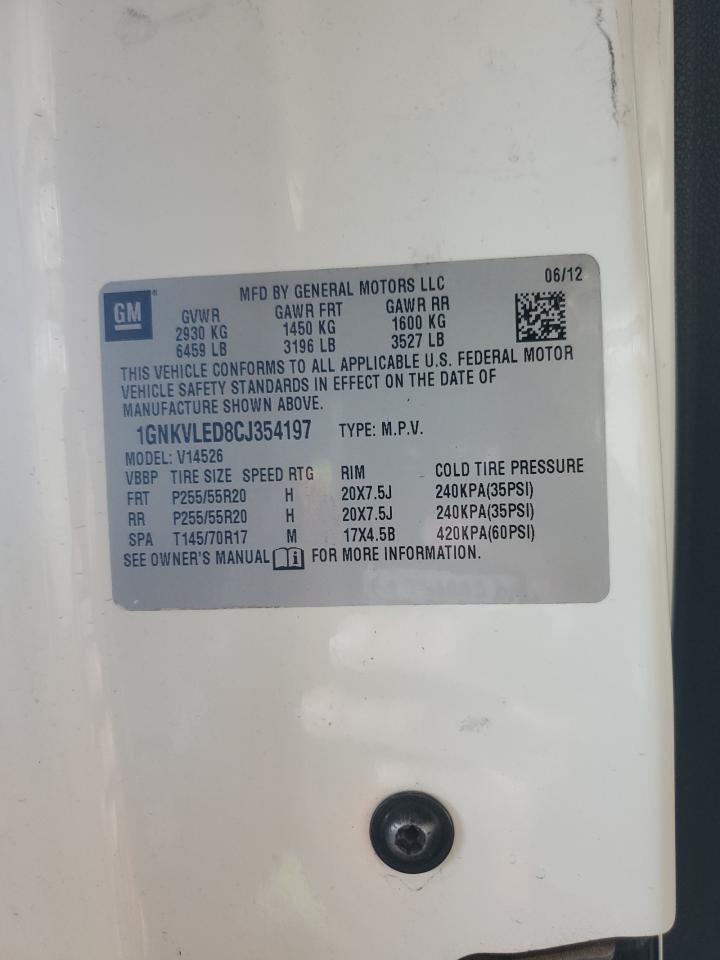 GM
MFD BY GENERAL MOTORS LLC 06/12
GVWR GAWR FRT GAWR RR
2930 KG 1450 KG 1600 KG
6459 LB 3196 LB 3527 LB
THIS VEHICLE CONFORMS TO ALL APPLICABLE U.S. FEDERAL MOTOR
VEHICLE SAFETY STANDARDS IN EFFECT ON THE DATE OF
MANUFACTURE SHOWN ABOVE.
1GNKVLED8CJ354197 TYPE: M.P.V.
MODEL: V14526
VBBP TIRE SIZE SPEED RTG RIM COLD TIRE PRESSURE
FRT P255/55R20 H 20X7.5J 240KPA(35PSI)
RR P255/55R20 H 20X7.5J 240KPA(35PSI)
SPA T145/70R17 M 17X4.5B 420KPA(60PSI)
SEE OWNER'S MANUAL i FOR MORE INFORMATION.